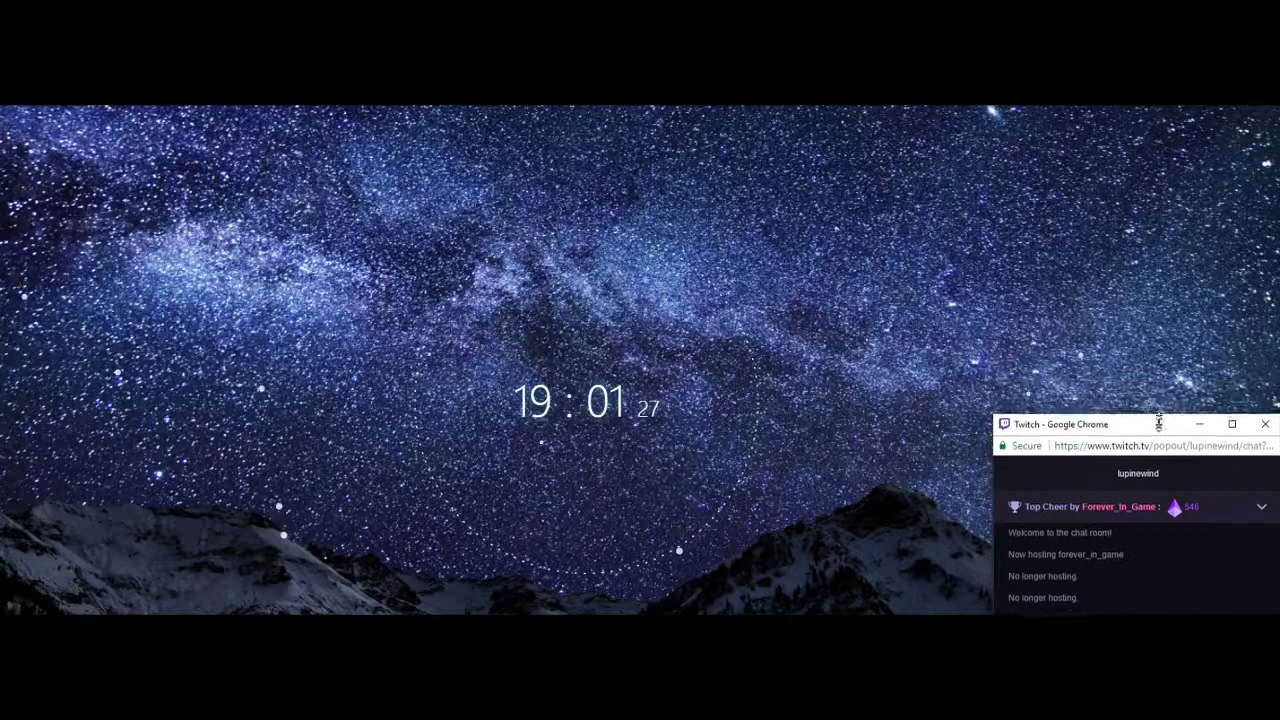 19 : 01 27
Twitch - Google Chrome
Secure https://www.twitch.tv/popout/lupinewind/chat?...
lupinewind
Top Cheer by Forever_In_Game : 546
Welcome to the chat room!
Now hosting forever_in_game
No longer hosting.
No longer hosting.